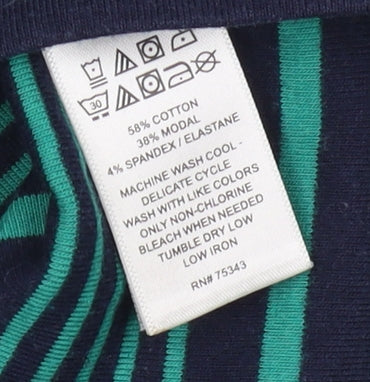 30
58% COTTON
38% MODAL
4% SPANDEX / ELASTANE
MACHINE WASH COOL -
DELICATE CYCLE
WASH WITH LIKE COLORS
ONLY NON-CHLORINE
BLEACH WHEN NEEDED
TUMBLE DRY LOW
LOW IRON
RN# 75343